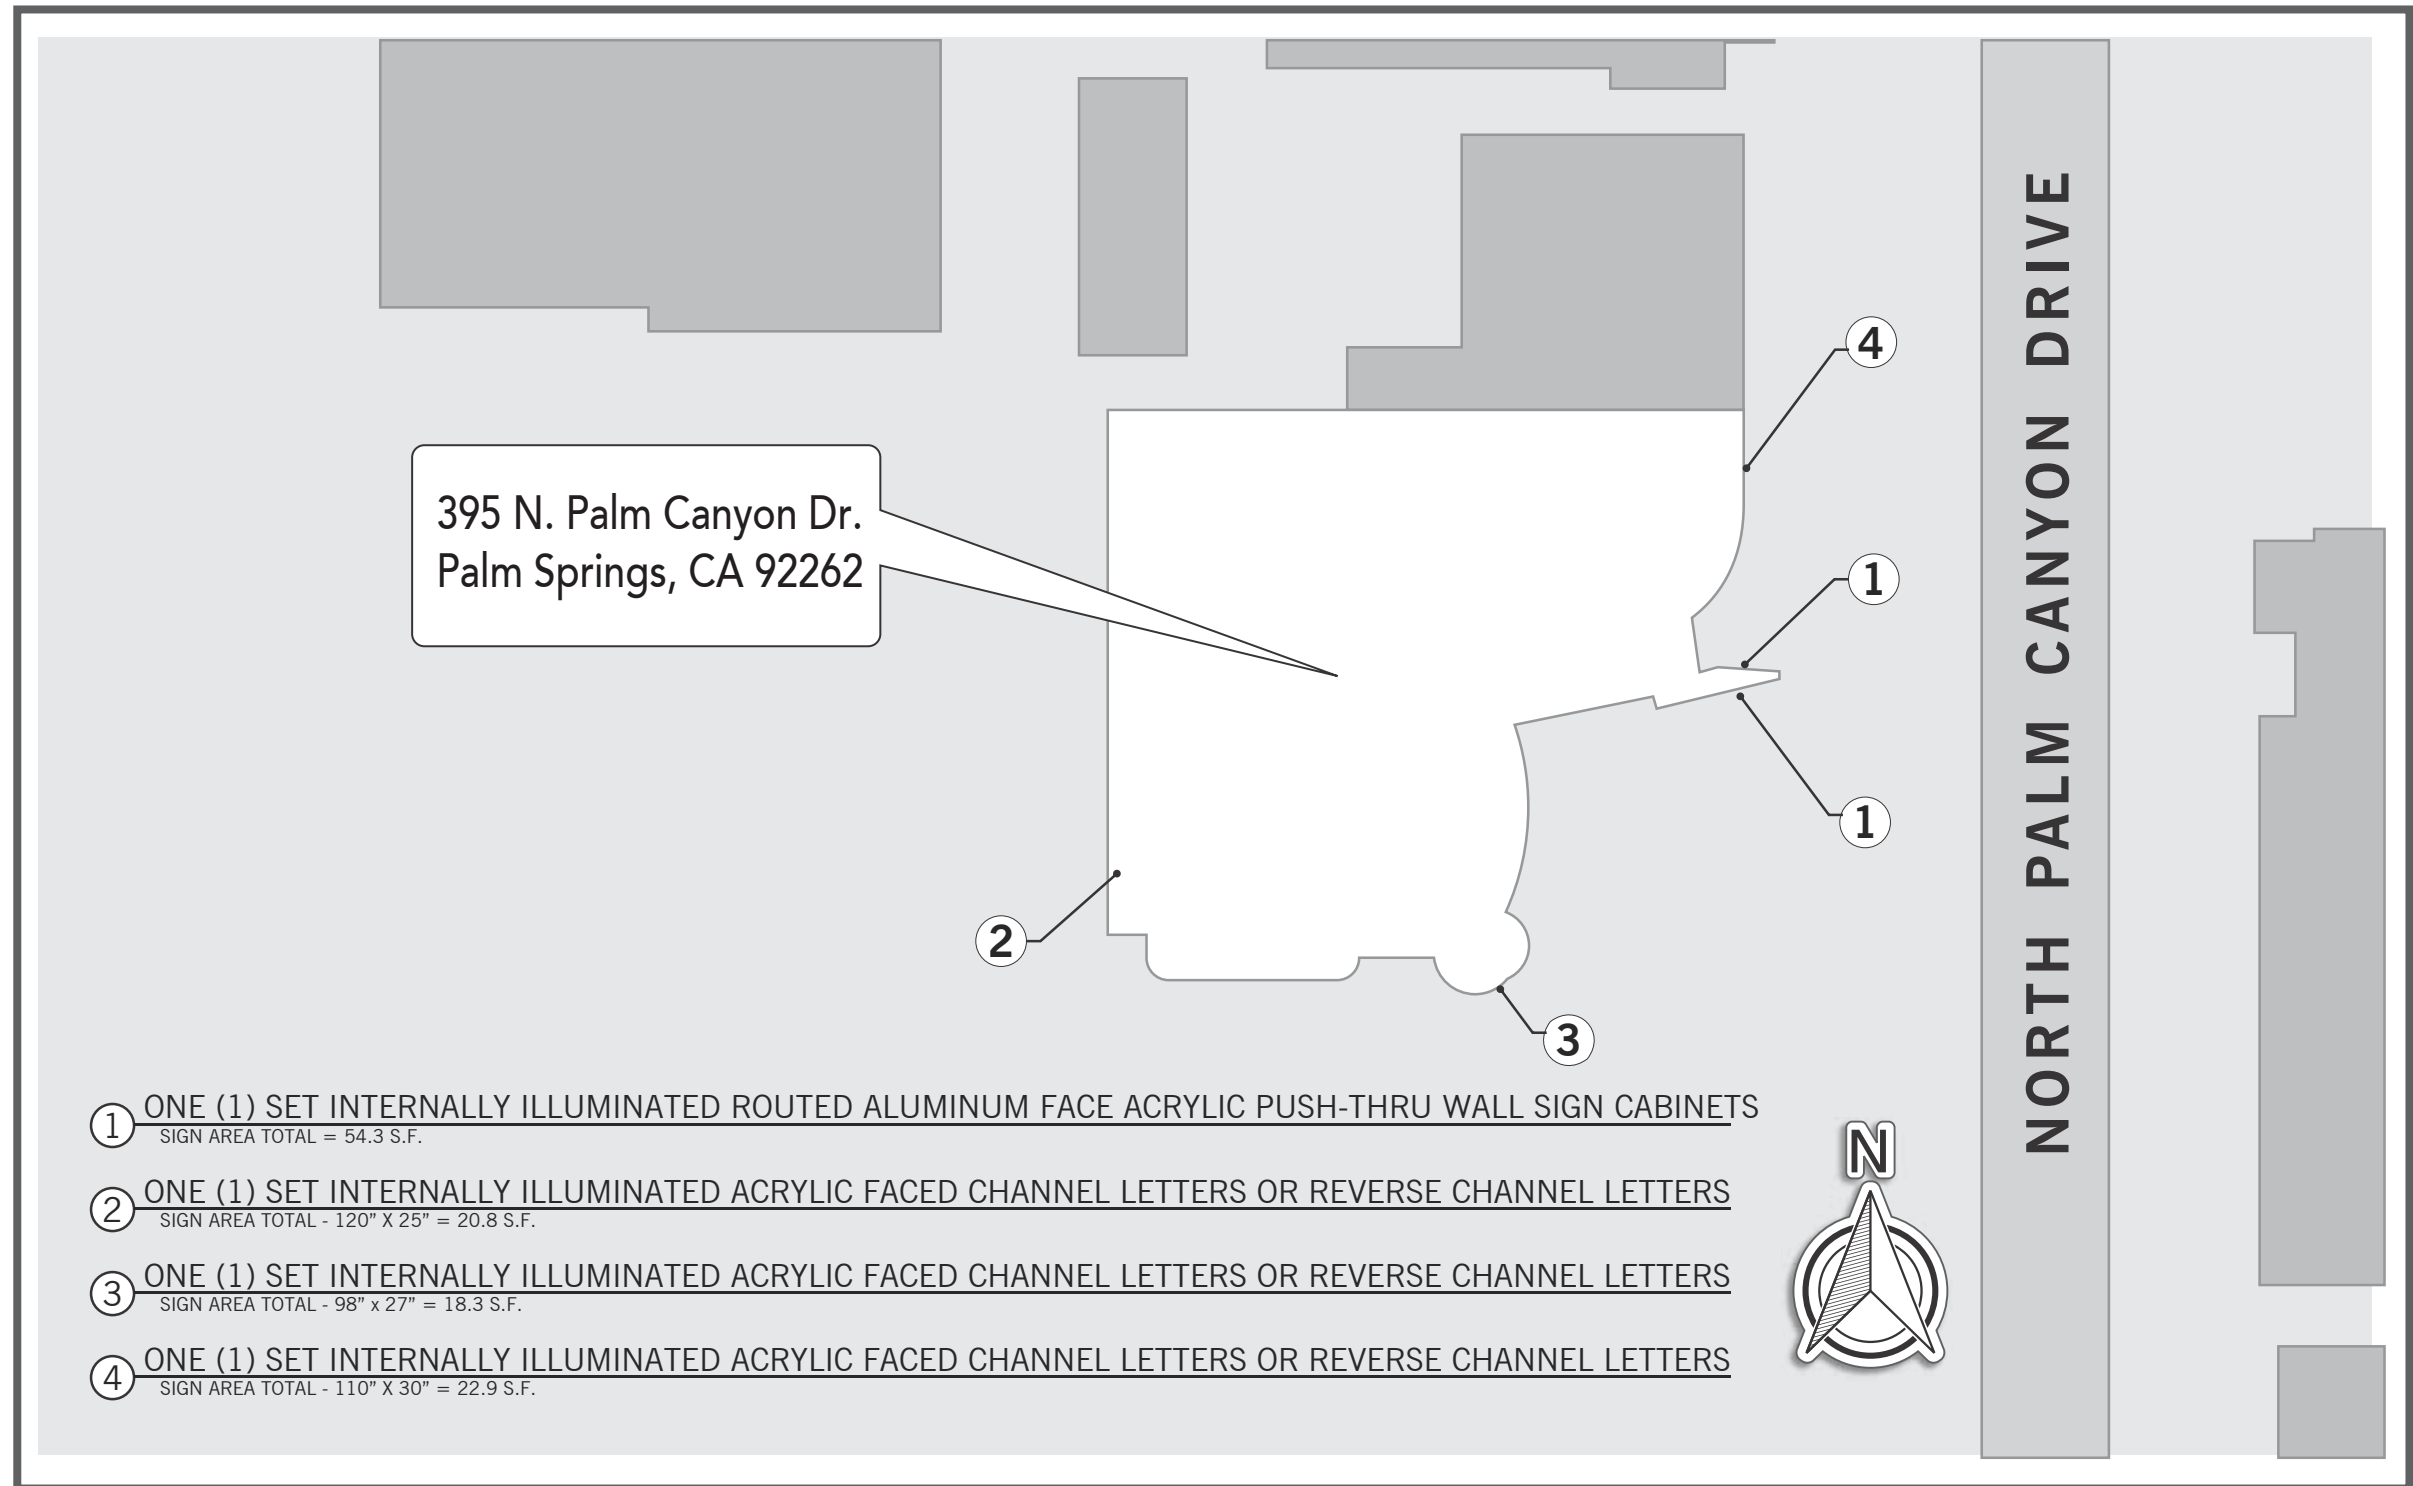 4
395 N. Palm Canyon Dr.
Palm Springs, CA 92262
1
1
2
3
NORTH PALM CANYON DRIVE
1 ONE (1) SET INTERNALLY ILLUMINATED ROUTED ALUMINUM FACE ACRYLIC PUSH-THRU WALL SIGN CABINETS
SIGN AREA TOTAL = 54.3 S.F.
2 ONE (1) SET INTERNALLY ILLUMINATED ACRYLIC FACED CHANNEL LETTERS OR REVERSE CHANNEL LETTERS
SIGN AREA TOTAL - 120” X 25” = 20.8 S.F.
3 ONE (1) SET INTERNALLY ILLUMINATED ACRYLIC FACED CHANNEL LETTERS OR REVERSE CHANNEL LETTERS
SIGN AREA TOTAL - 98” x 27” = 18.3 S.F.
4 ONE (1) SET INTERNALLY ILLUMINATED ACRYLIC FACED CHANNEL LETTERS OR REVERSE CHANNEL LETTERS
SIGN AREA TOTAL - 110” X 30” = 22.9 S.F.
N